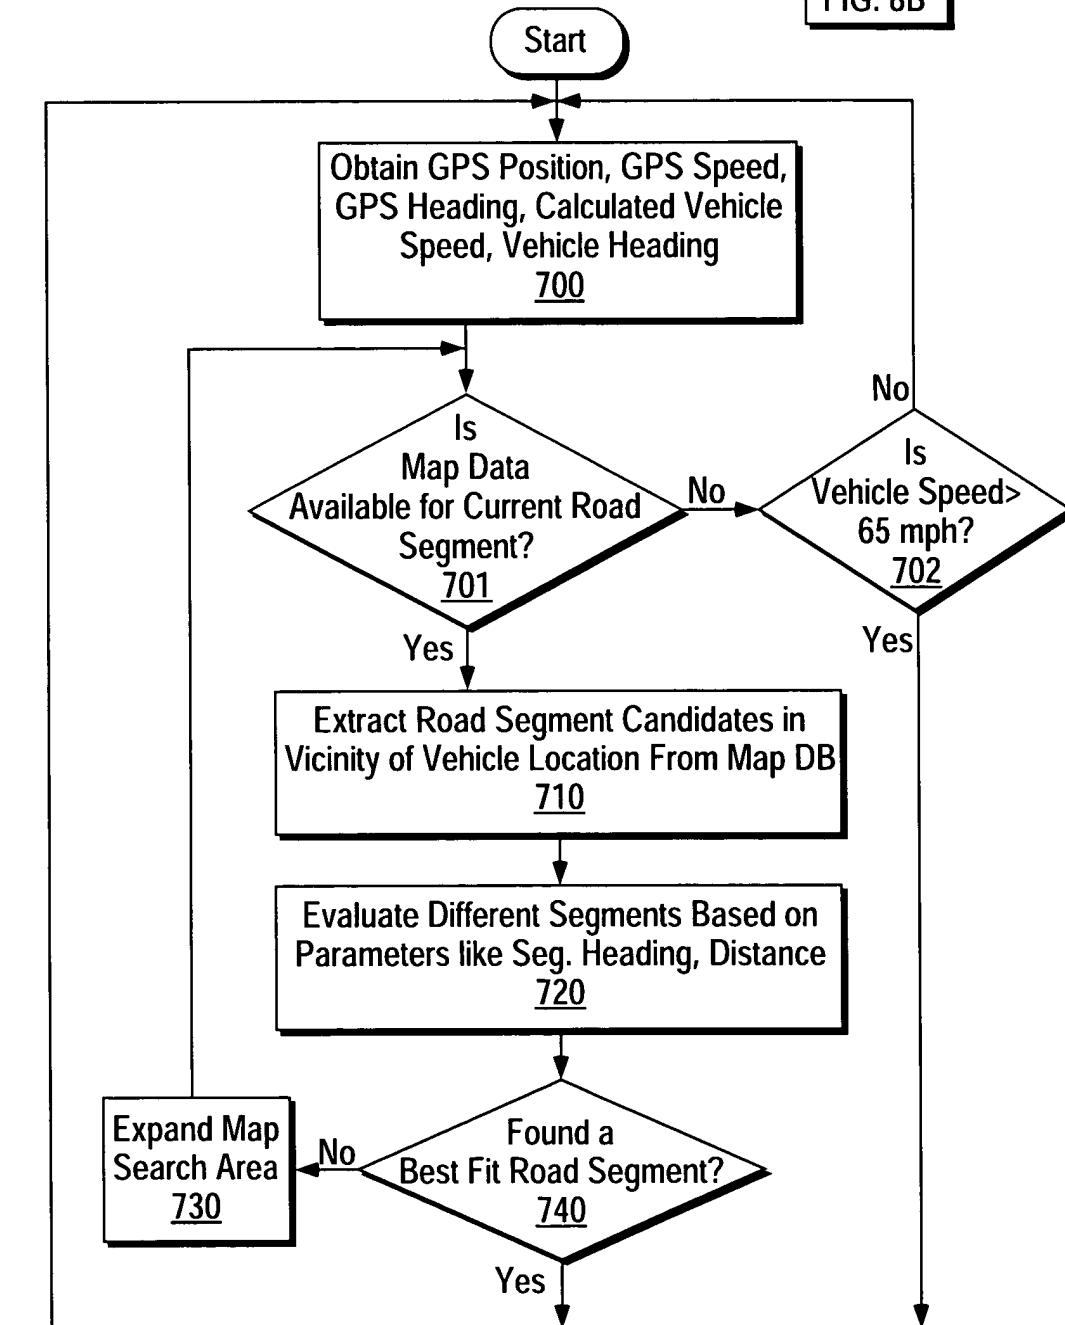 FIG. 8B
Start
Obtain GPS Position, GPS Speed,
GPS Heading, Calculated Vehicle
Speed, Vehicle Heading
700
No
Is
Map Data
Available for Current Road
Segment?
701
No
Is
Vehicle Speed>
65 mph?
702
Yes
Yes
Extract Road Segment Candidates in
Vicinity of Vehicle Location From Map DB
710
Evaluate Different Segments Based on
Parameters like Seg. Heading, Distance
720
Expand Map
Search Area
730
No
Found a
Best Fit Road Segment?
740
Yes